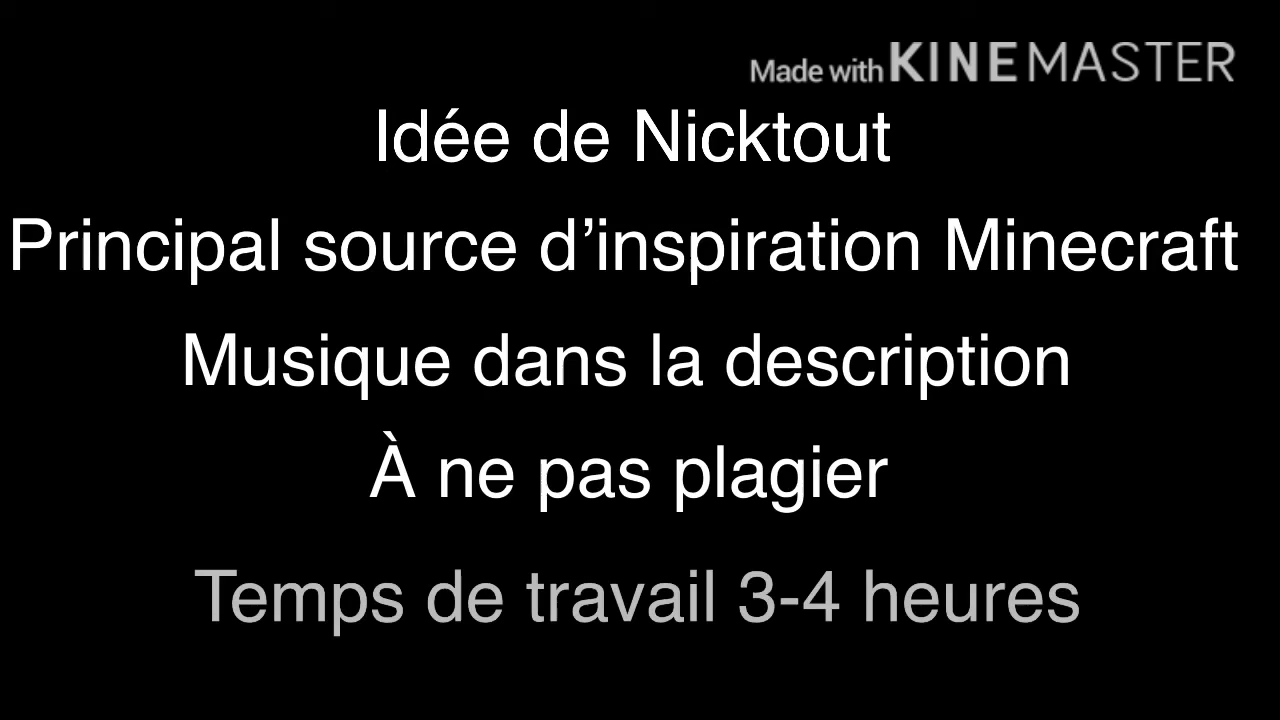 Made with KINEMASTER
Idée de Nicktout
Principal source d’inspiration Minecraft
Musique dans la description
À ne pas plagier
Temps de travail 3-4 heures